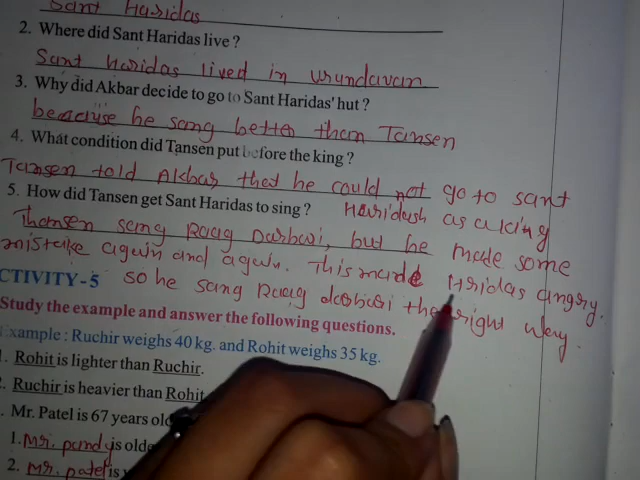 Sant Haridas
2. Where did Sant Haridas live ?
Sant haridas lived in vrundavan
3. Why did Akbar decide to go to Sant Haridas' hut ?
because he sang better than Tansen
4. What condition did Tansen put before the king ?
Tansen told Akbar that he could not go to sant
Haridash as a king
5. How did Tansen get Sant Haridas to sing ?
Thansen sang Raag Darbari, but he made some
mistake again and again. This made Hridas angry.
so he sang Raag darbari the right way.
CTIVITY-5
Study the example and answer the following questions.
xample : Ruchir weighs 40 kg. and Rohit weighs 35 kg.
1. Rohit is lighter than Ruchir.
2. Ruchir is heavier than Rohit
. Mr. Patel is 67 years old
1. Mr. pandy is olde
2. Mr. patel is